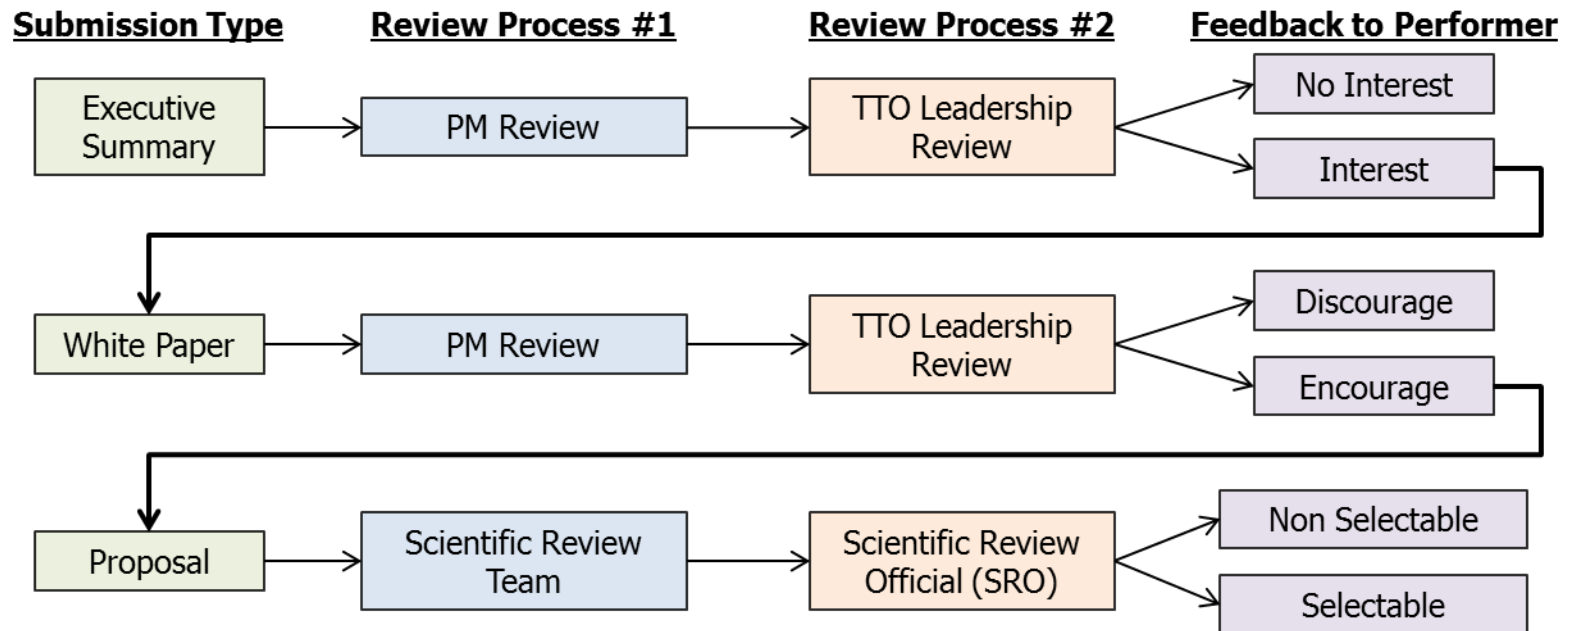 Submission Type
Review Process #1
Review Process #2
Feedback to Performer
Executive
Summary
PM Review
TTO Leadership
Review
No Interest
Interest
White Paper
PM Review
TTO Leadership
Review
Discourage
Encourage
Proposal
Scientific Review
Team
Scientific Review
Official (SRO)
Non Selectable
Selectable